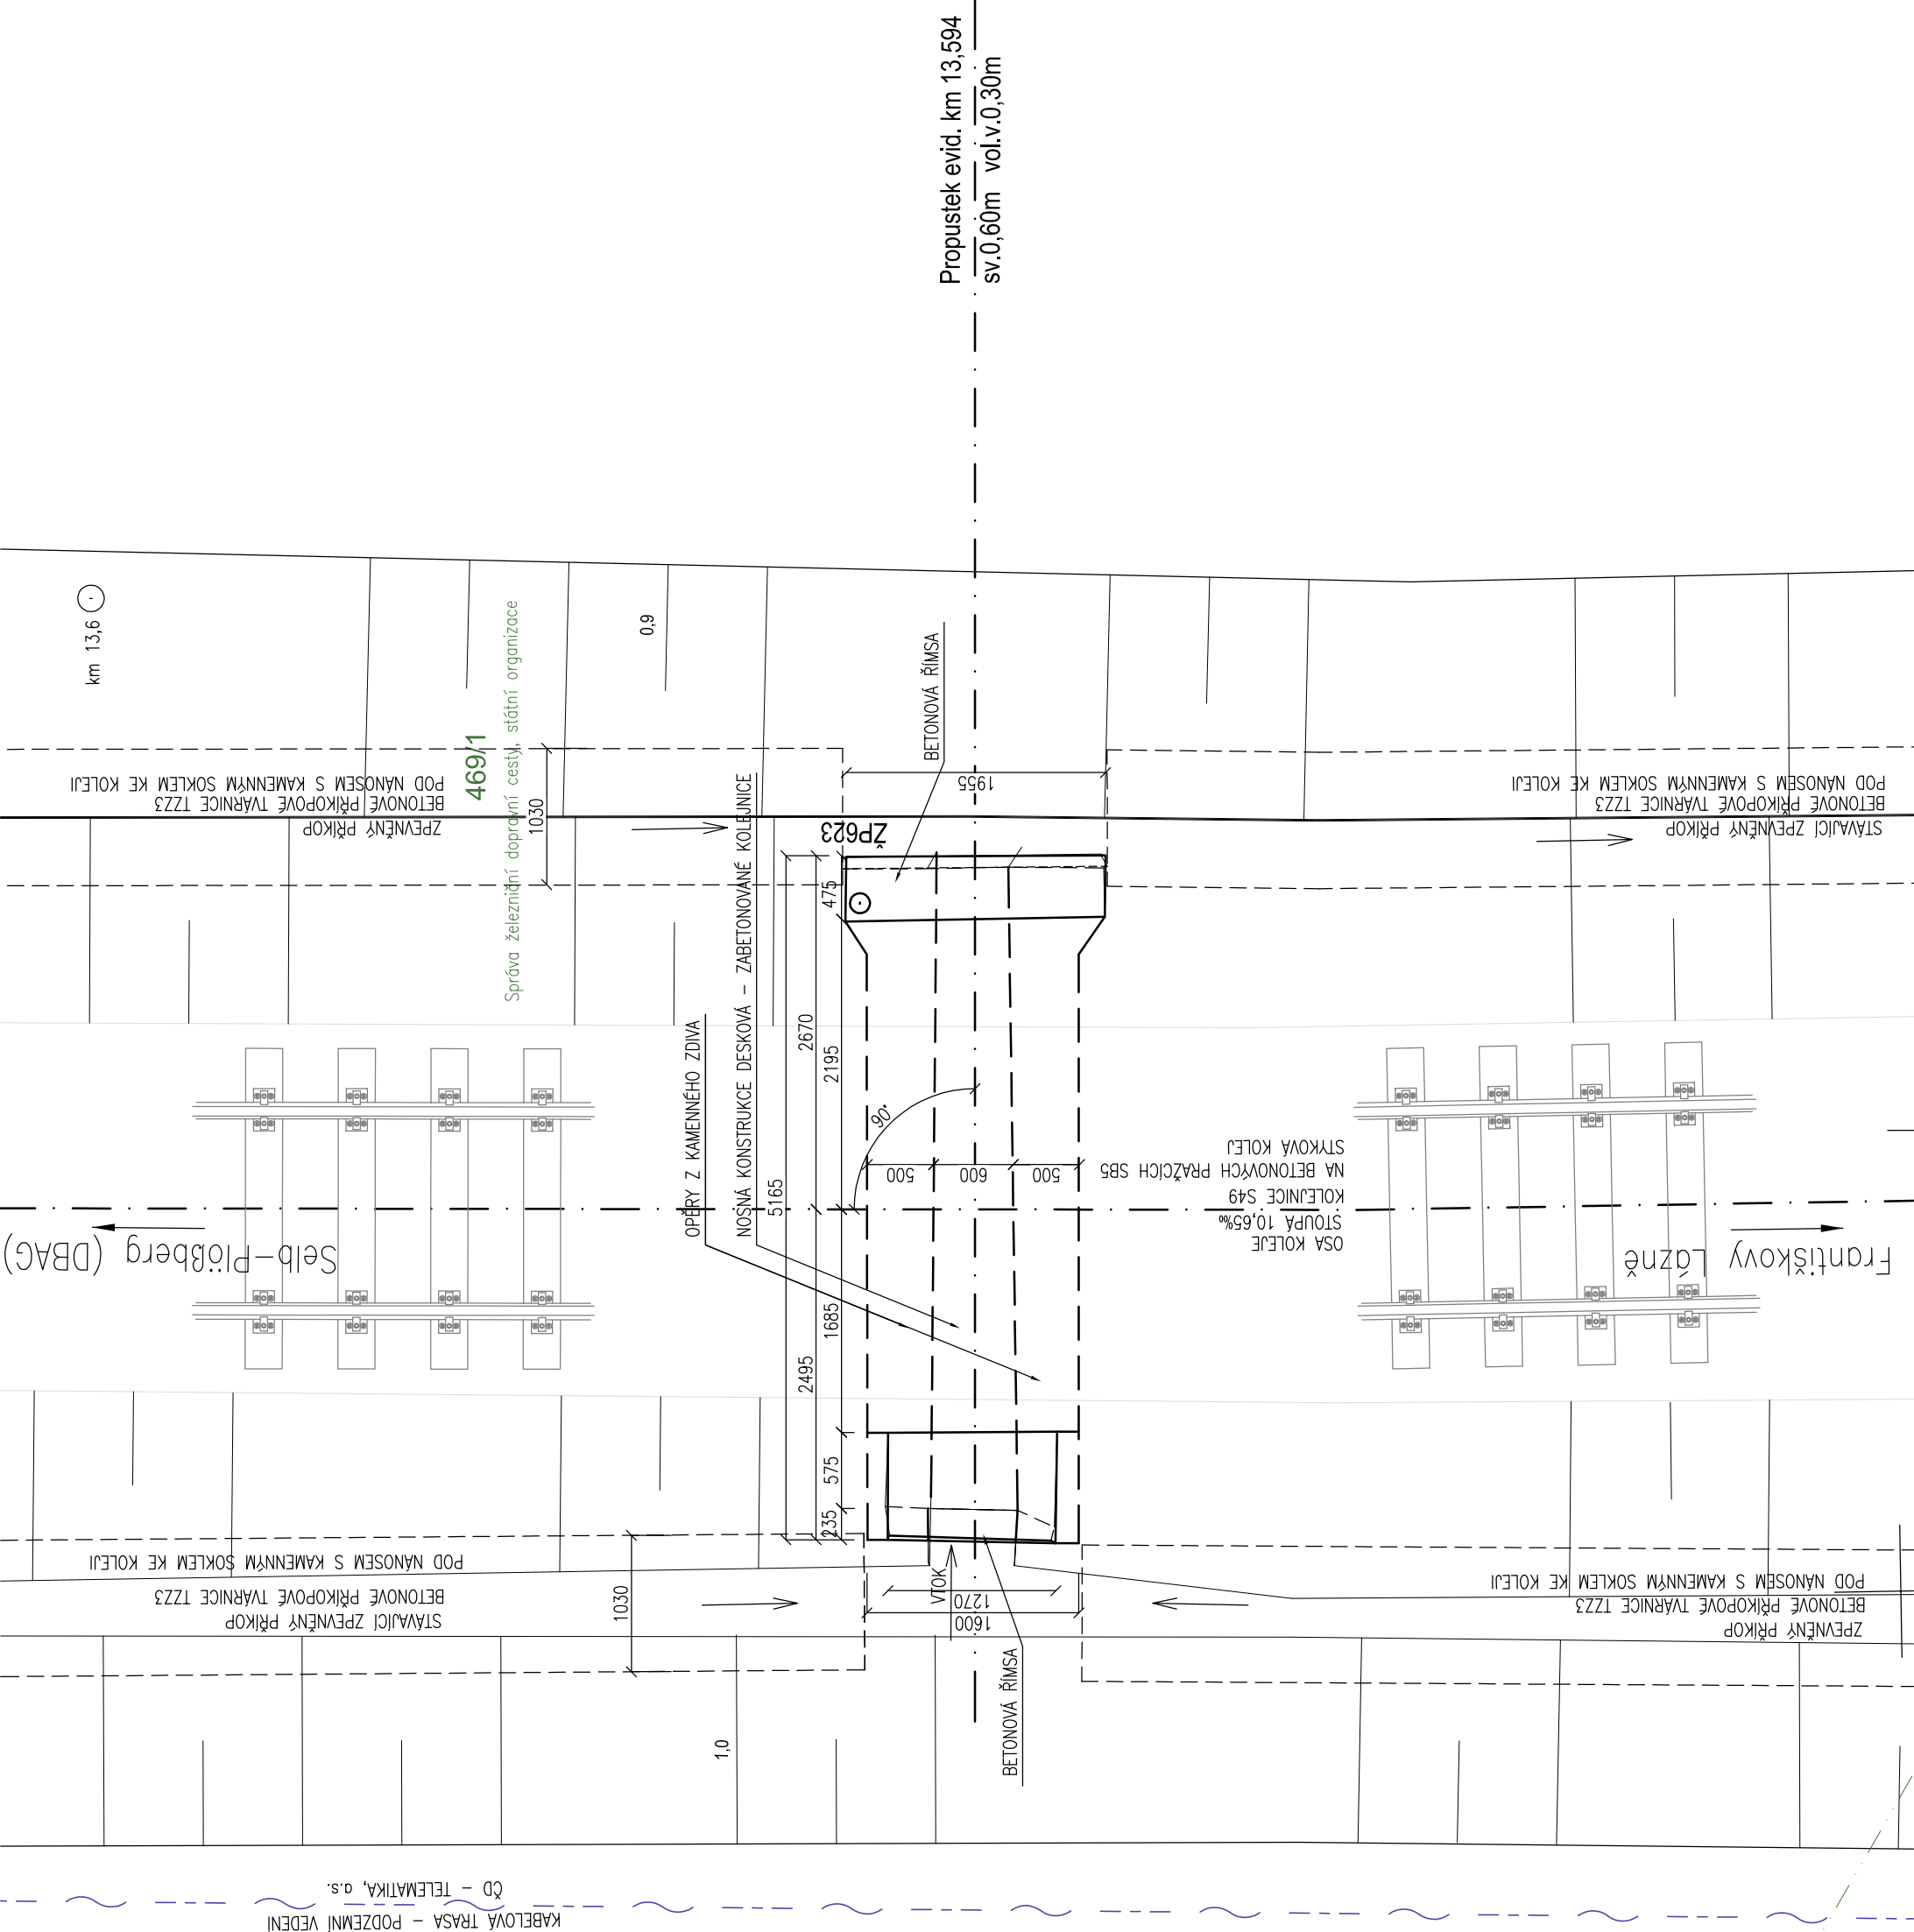 Propustek evid. km 13,594
sv.0,60m vol.v.0,30m
km 13,6
469/1
Správa železniční dopravní cesty, státní organizace
0,9
BETONOVÁ ŘÍMSA
POD NÁNOSEM S KAMENNÝM SOKLEM KE KOLEJI
BETONOVÉ PŘÍKOPOVÉ TVÁRNICE TZZ3
ZPEVNĚNÝ PŘÍKOP
1030
1955
POD NÁNOSEM S KAMENNÝM SOKLEM KE KOLEJI
BETONOVÉ PŘÍKOPOVÉ TVÁRNICE TZZ3
STÁVAJÍCÍ ZPEVNĚNÝ PŘÍKOP
ŽP623
475
2670
2195
5165
OPĚRY Z KAMENNÉHO ZDIVA
NOSNÁ KONSTRUKCE DESKOVÁ – ZABETONOVANÉ KOLEJNICE
90°
500
600
500
STYKOVÁ KOLEJ
NA BETONOVÝCH PRAŽCÍCH SB5
KOLEJNICE S49
STOUPÁ 10,65‰
OSA KOLEJE
Selb–Plößberg (DBAG)
Františkovy Lázně
1685
2495
575
235
POD NÁNOSEM S KAMENNÝM SOKLEM KE KOLEJI
BETONOVÉ PŘÍKOPOVÉ TVÁRNICE TZZ3
STÁVAJÍCÍ ZPEVNĚNÝ PŘÍKOP
1030
VTOK
1270
1600
POD NÁNOSEM S KAMENNÝM SOKLEM KE KOLEJI
BETONOVÉ PŘÍKOPOVÉ TVÁRNICE TZZ3
ZPEVNĚNÝ PŘÍKOP
BETONOVÁ ŘÍMSA
1,0
ČD – TELEMATIKA, a.s.
KABELOVÁ TRASA – PODZEMNÍ VEDENÍ